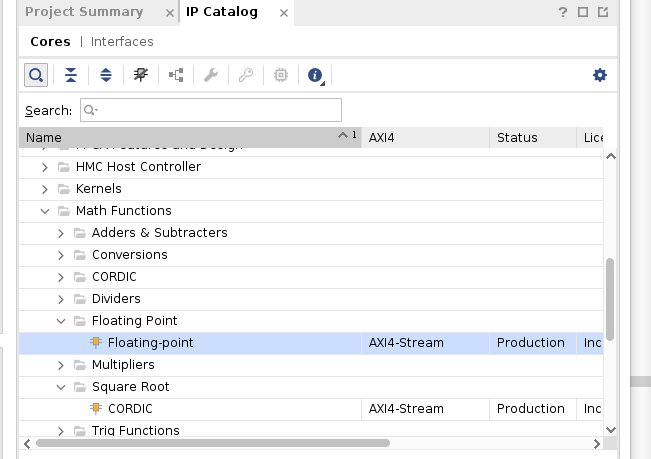 Project Summary × IP Catalog × ?
Cores | Interfaces
Search: Q-
Name 1 AXI4 Status Lice
HMC Host Controller
Kernels
Math Functions
Adders & Subtracters
Conversions
CORDIC
Dividers
Floating Point
Floating-point AXI4-Stream Production Inc
Multipliers
Square Root
CORDIC AXI4-Stream Production Inc
Trig Functions